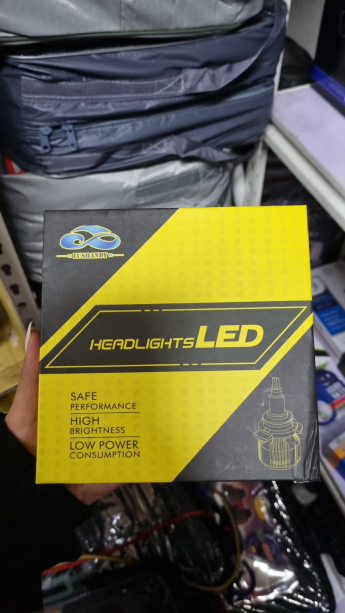 HEADLIGHTS LED
SAFE
PERFORMANCE
HIGH
BRIGHTNESS
LOW POWER
CONSUMPTION